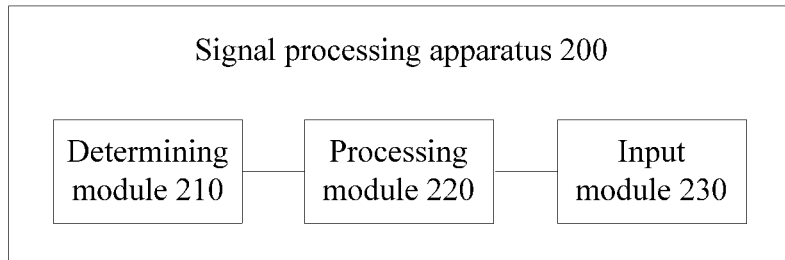 Signal processing apparatus 200
Determining
module 210
Processing
module 220
Input
module 230